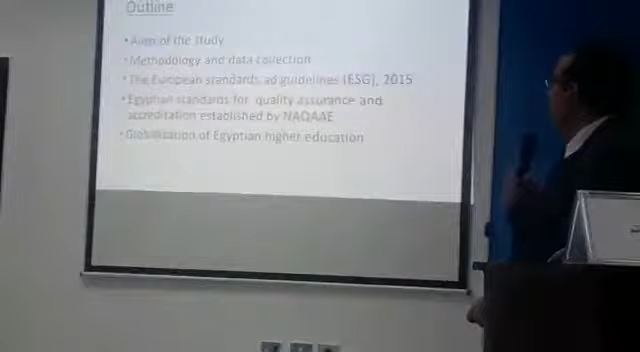 Outline
•Aims of the study
•Methodology and data collection
•The European standards ad guidelines (ESG), 2015
•Egyptian standards for quality assurance and
accreditation established by NAQAAE
•Globalisation of Egyptian higher education